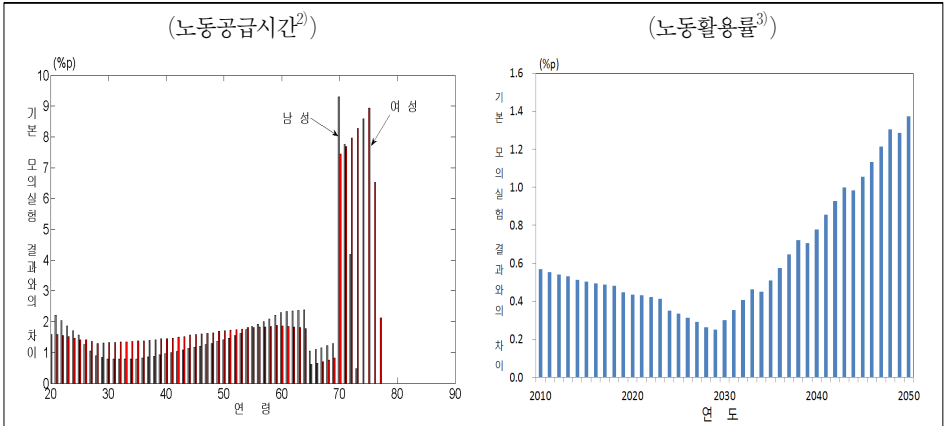 (노동공급시간2))
(%p)
10
9
8
7
6
5
4
3
2
1
0
기본 모의실험 결과와의 차이
남 성
여 성
20 30 40 50 60 70 80 90
연 령
(노동활용률3))
(%p)
1.6
1.4
1.2
1.0
0.8
0.6
0.4
0.2
0.0
기본 모의실험 결과와의 차이
2010 2020 2030 2040 2050
연 도